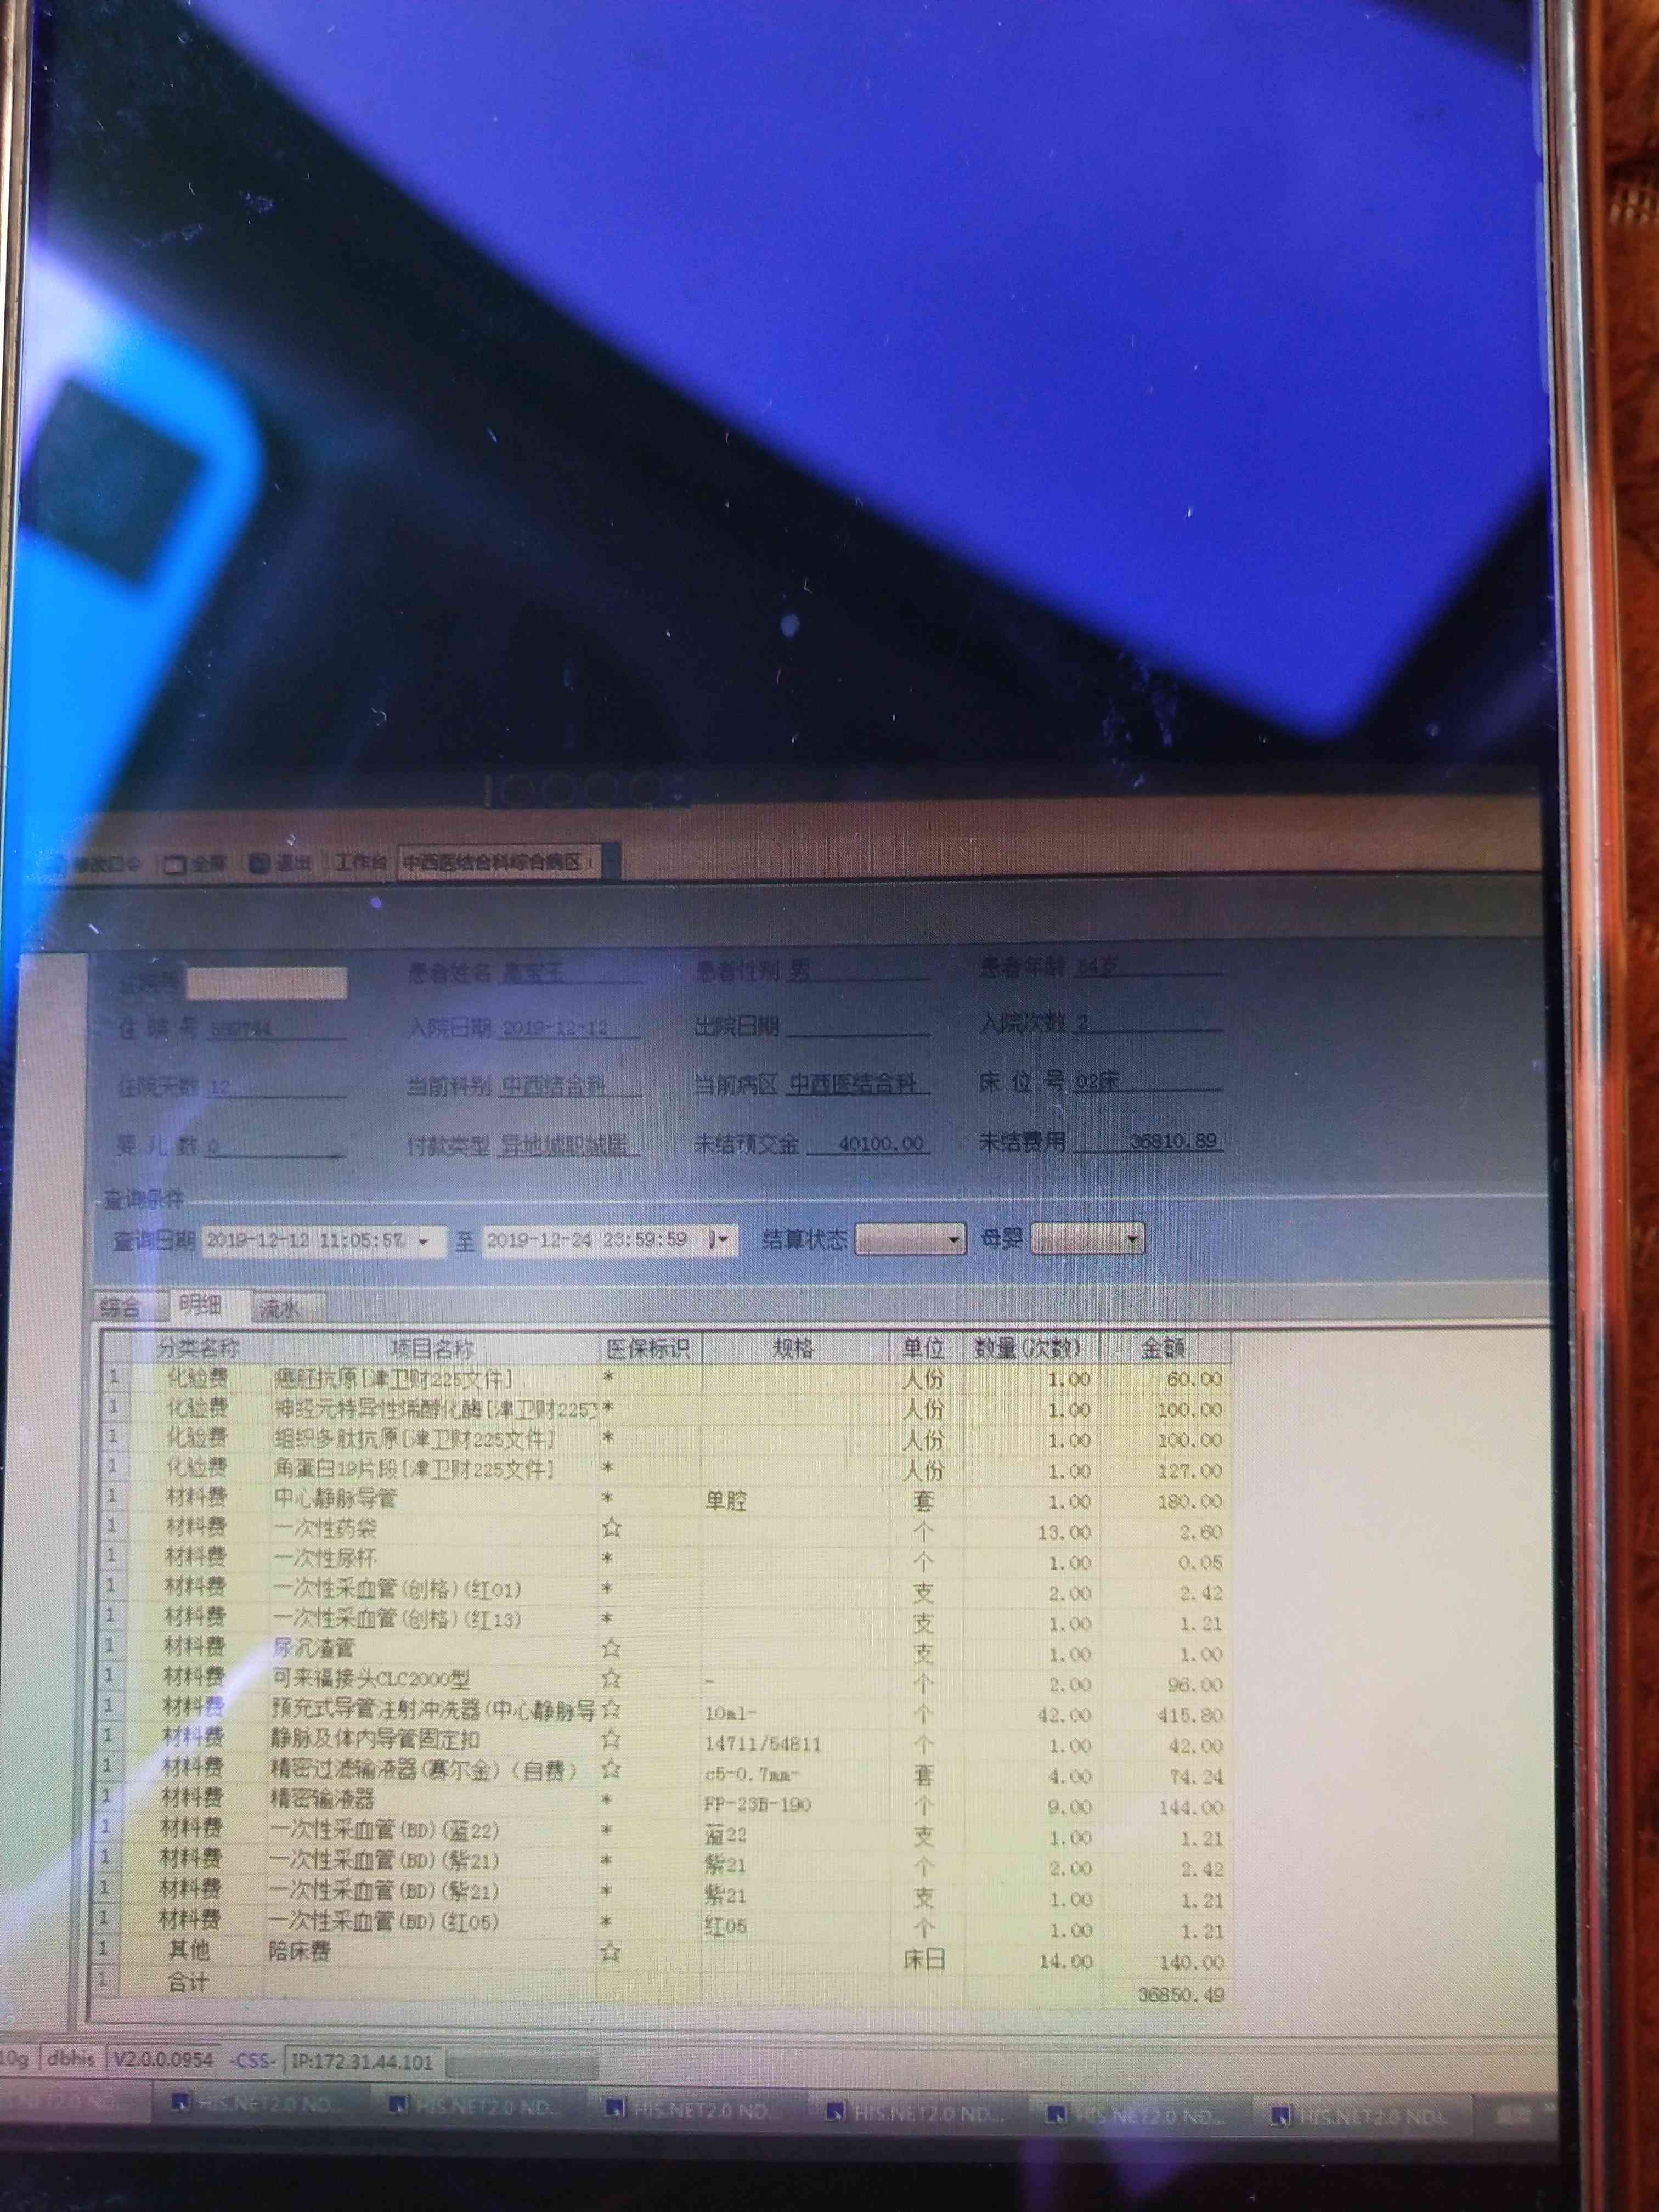 修改口令 全屏 退出 工作台 中西医结合科综合病区
住院号 患者姓名 宝玉 患者性别 男 患者年龄 64岁
住 院 号 入院日期 2019-12-12 出院日期 入院次数 2
住院天数 12 当前科别 中西结合科 当前病区 中西医结合科 床 位 号 02床
婴 儿 数 0 付款类型 异地城职城居 未结预交金 40100.00 未结费用 36810.89
查询条件
查询日期 2019-12-12 11:05:57 至 2019-12-24 23:59:59 结算状态 母婴
综合 明细 流水
分类名称 项目名称 医保标识 规格 单位 数量(次数) 金额
1 化验费 癌胚抗原[津卫财225文件] * 人份 1.00 60.00
1 化验费 神经元特异性烯醇化酶[津卫财225 * 人份 1.00 100.00
1 化验费 组织多肽抗原[津卫财225文件] * 人份 1.00 100.00
1 化验费 角蛋白19片段[津卫财225文件] * 人份 1.00 127.00
1 材料费 中心静脉导管 * 单腔 套 1.00 180.00
1 材料费 一次性药袋 ☆ 个 13.00 2.60
1 材料费 一次性尿杯 * 个 1.00 0.05
1 材料费 一次性采血管(创格)(红01) * 支 2.00 2.42
1 材料费 一次性采血管(创格)(红13) * 支 1.00 1.21
1 材料费 尿沉渣管 ☆ 支 1.00 1.00
1 材料费 可来福接头CLC2000型 ☆ - 个 2.00 96.00
1 材料费 预充式导管注射冲洗器(中心静脉导 ☆ 10ml- 个 42.00 415.80
1 材料费 静脉及体内导管固定扣 ☆ 14711/54811 个 1.00 42.00
1 材料费 精密过滤输液器(赛尔金)(自费) ☆ c5-0.7mm- 套 4.00 74.24
1 材料费 精密输液器 * FP-23B-190 个 9.00 144.00
1 材料费 一次性采血管(BD)(蓝22) * 蓝22 支 1.00 1.21
1 材料费 一次性采血管(BD)(紫21) * 紫21 个 2.00 2.42
1 材料费 一次性采血管(BD)(紫21) * 紫21 支 1.00 1.21
1 材料费 一次性采血管(BD)(红05) * 红05 个 1.00 1.21
1 其他 陪床费 ☆ 床日 14.00 140.00
1 合计 36850.49
10g dbhis V2.0.0.0954 -CSS- IP:172.31.44.101
HIS.NET2.0 ND... HIS.NET2.0 ND... HIS.NET2.0 ND... HIS.NET2.0 ND... HIS.NET2.0 ND... HIS.NET2.0 ND...